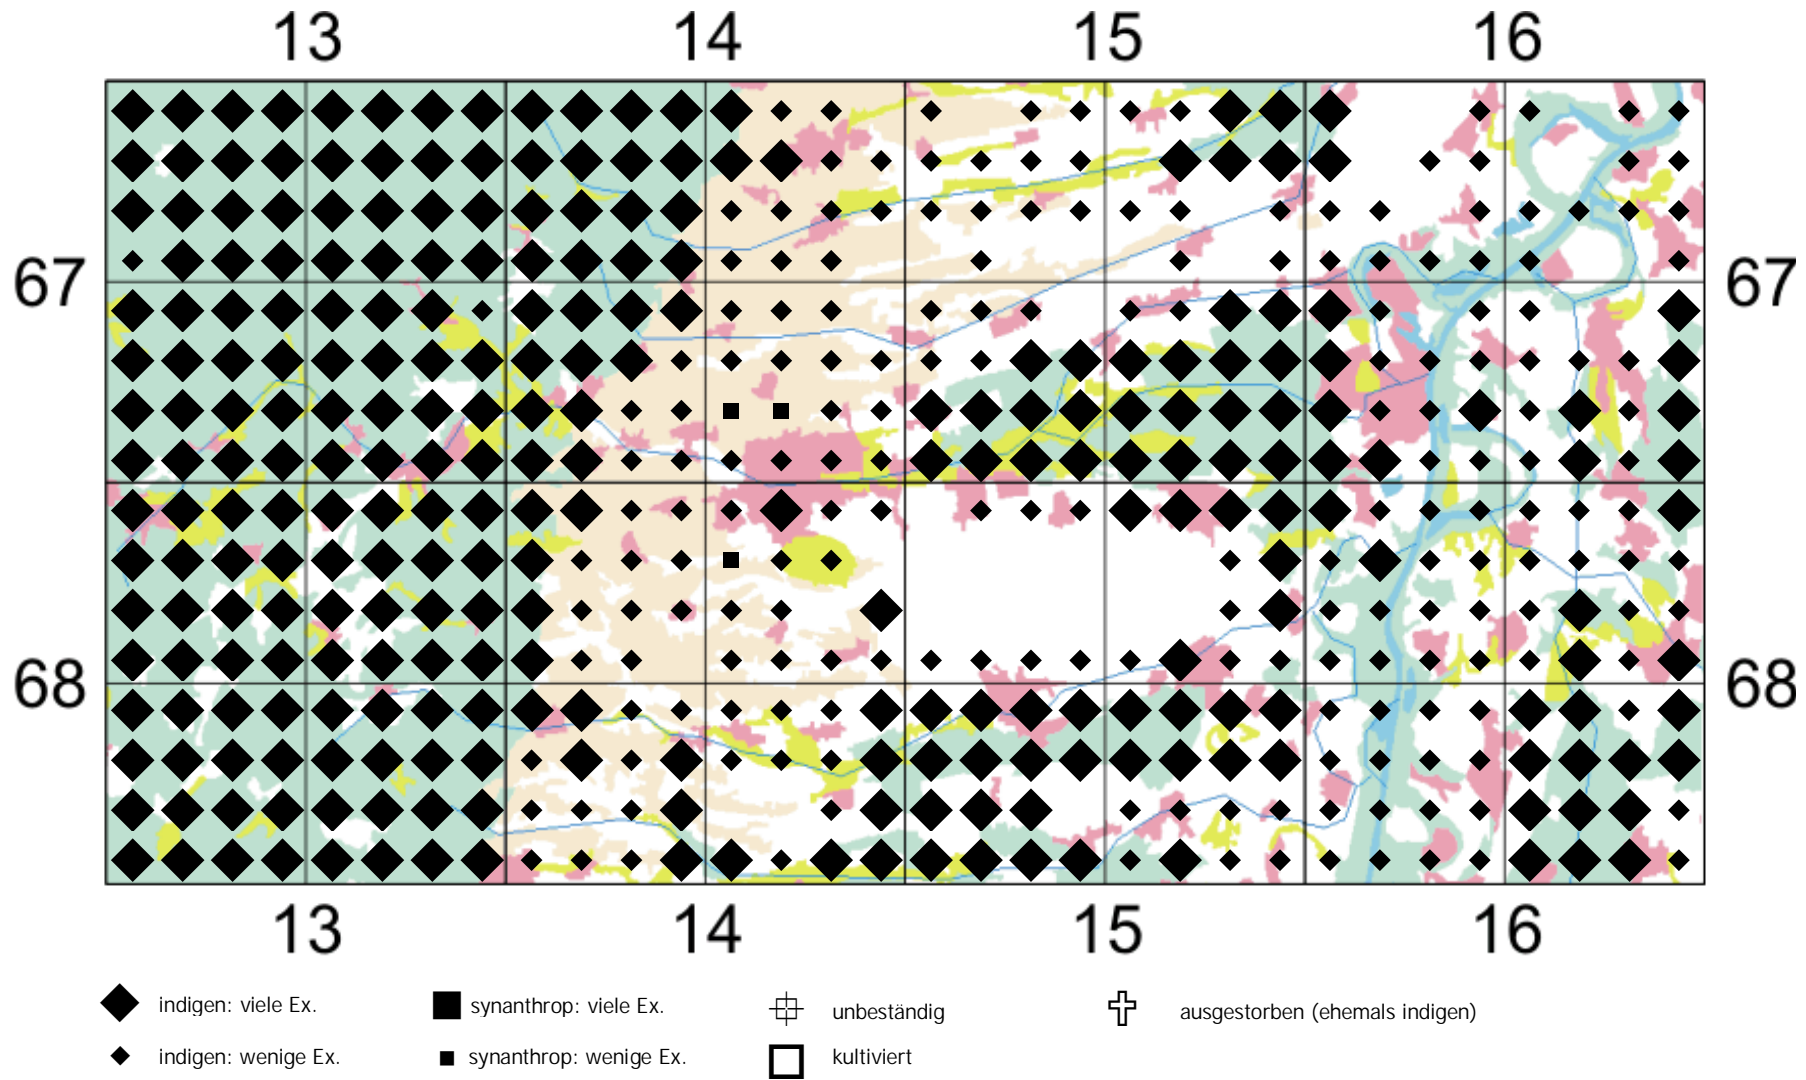 13 14 15 16
67 67
68 68
13 14 15 16
indigen: viele Ex. synanthrop: viele Ex. unbeständig ausgestorben (ehemals indigen)
indigen: wenige Ex. synanthrop: wenige Ex. kultiviert